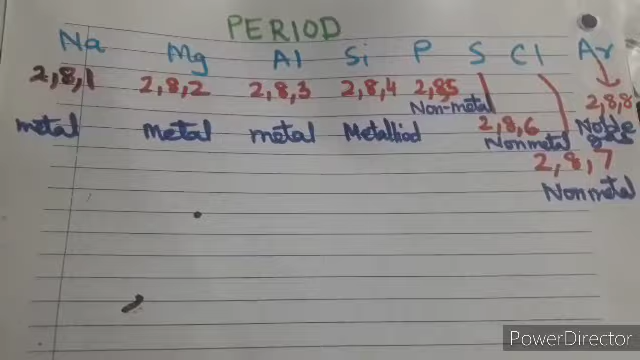 PERIOD
Na Mg Al Si P S Cl Ar
2,8,1 2,8,2 2,8,3 2,8,4 2,8,5 2,8,8
Non-metal
metal metal metal Metalliod 2,8,6 Noble gas
Nonmetal
2,8,7
Nonmetal
PowerDirector